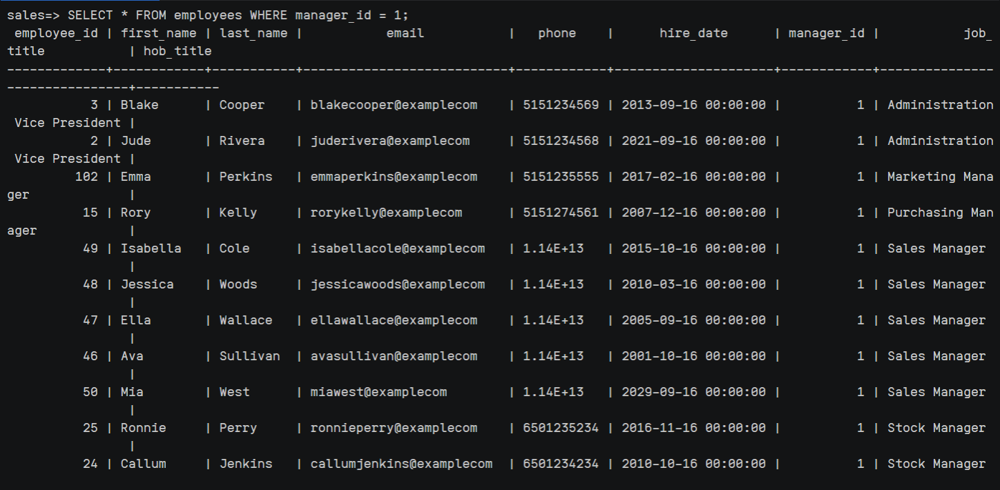 sales=> SELECT * FROM employees WHERE manager_id = 1;
 employee_id | first_name | last_name |           email           |   phone    |      hire_date      | manager_id |           job_
title           | hob_title
-------------+------------+-----------+---------------------------+------------+---------------------+------------+---------------
----------------+-----------
           3 | Blake      | Cooper    | blakecooper@examplecom    | 5151234569 | 2013-09-16 00:00:00 |          1 | Administration
 Vice President |
           2 | Jude       | Rivera    | juderivera@examplecom     | 5151234568 | 2021-09-16 00:00:00 |          1 | Administration
 Vice President |
         102 | Emma       | Perkins   | emmaperkins@examplecom    | 5151235555 | 2017-02-16 00:00:00 |          1 | Marketing Mana
ger             |
          15 | Rory       | Kelly     | rorykelly@examplecom      | 5151274561 | 2007-12-16 00:00:00 |          1 | Purchasing Man
ager            |
          49 | Isabella   | Cole      | isabellacole@examplecom   | 1.14E+13   | 2015-10-16 00:00:00 |          1 | Sales Manager
                |
          48 | Jessica    | Woods     | jessicawoods@examplecom   | 1.14E+13   | 2010-03-16 00:00:00 |          1 | Sales Manager
                |
          47 | Ella       | Wallace   | ellawallace@examplecom    | 1.14E+13   | 2005-09-16 00:00:00 |          1 | Sales Manager
                |
          46 | Ava        | Sullivan  | avasullivan@examplecom    | 1.14E+13   | 2001-10-16 00:00:00 |          1 | Sales Manager
                |
          50 | Mia        | West      | miawest@examplecom        | 1.14E+13   | 2029-09-16 00:00:00 |          1 | Sales Manager
                |
          25 | Ronnie     | Perry     | ronnieperry@examplecom    | 6501235234 | 2016-11-16 00:00:00 |          1 | Stock Manager
                |
          24 | Callum     | Jenkins   | callumjenkins@examplecom  | 6501234234 | 2010-10-16 00:00:00 |          1 | Stock Manager